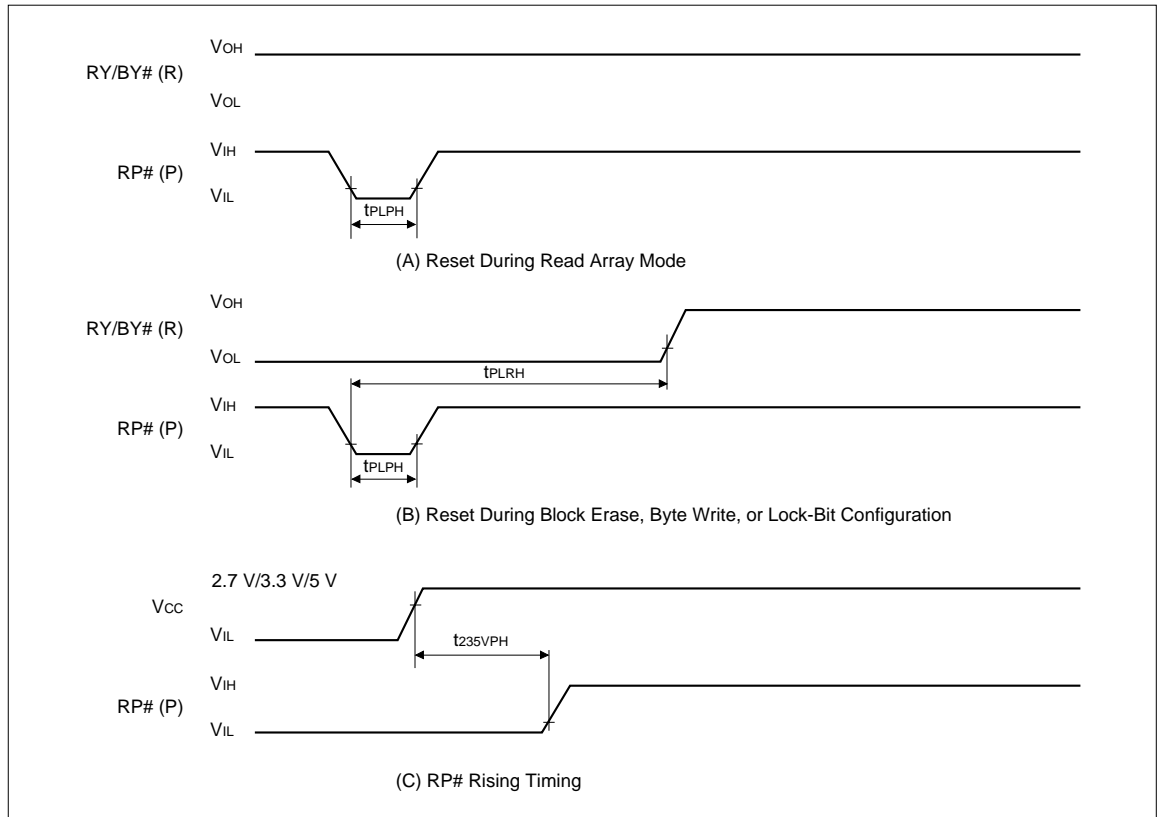 VOH
RY/BY# (R)
VOL
VIH
RP# (P)
VIL
tPLPH
(A) Reset During Read Array Mode
VOH
RY/BY# (R)
VOL
tPLRH
VIH
RP# (P)
VIL
tPLPH
(B) Reset During Block Erase, Byte Write, or Lock-Bit Configuration
2.7 V/3.3 V/5 V
VCC
VIL
t235VPH
VIH
RP# (P)
VIL
(C) RP# Rising Timing